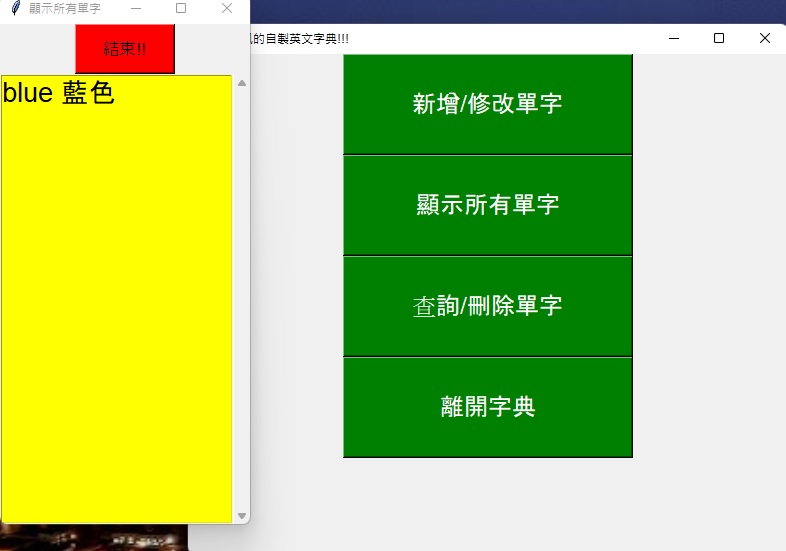 顯示所有單字
結束!!
blue 藍色
的自製英文字典!!!
新增/修改單字
顯示所有單字
查詢/刪除單字
離開字典